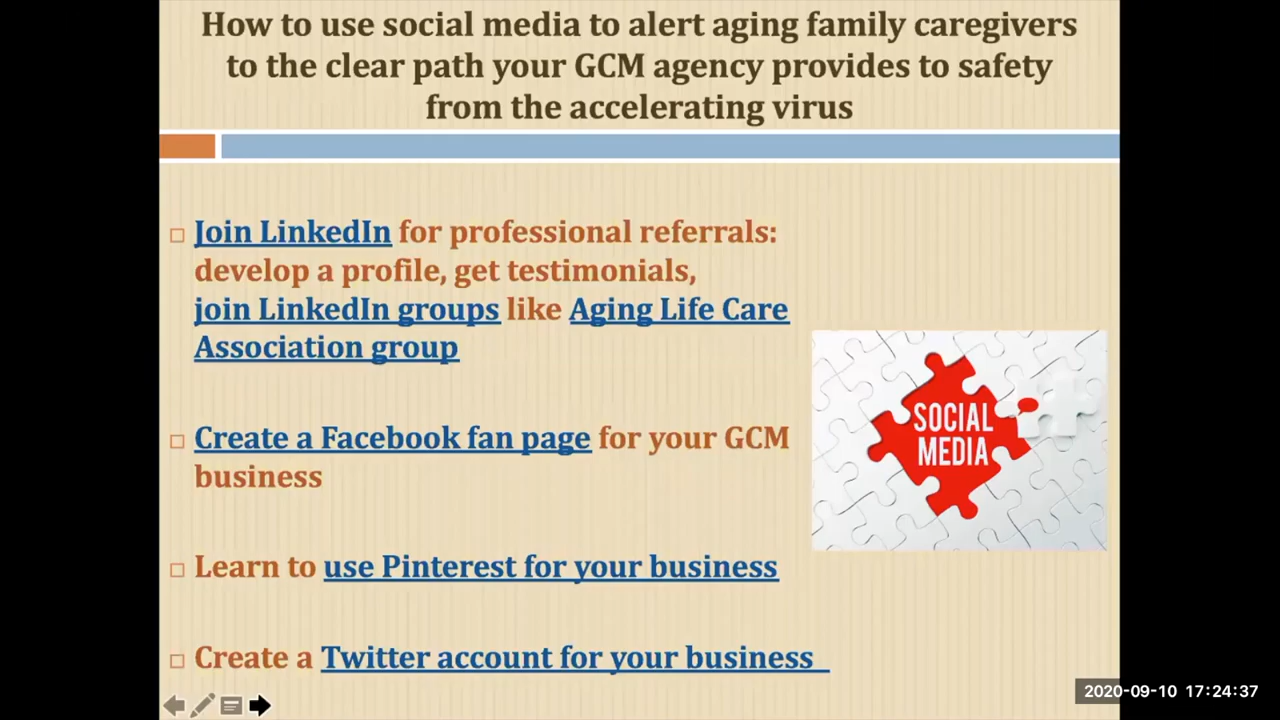 How to use social media to alert aging family caregivers
to the clear path your GCM agency provides to safety
from the accelerating virus
Join LinkedIn for professional referrals:
develop a profile, get testimonials,
join LinkedIn groups like Aging Life Care
Association group
Create a Facebook fan page for your GCM
business
SOCIAL
MEDIA
Learn to use Pinterest for your business
Create a Twitter account for your business
2020-09-10 17:24:37